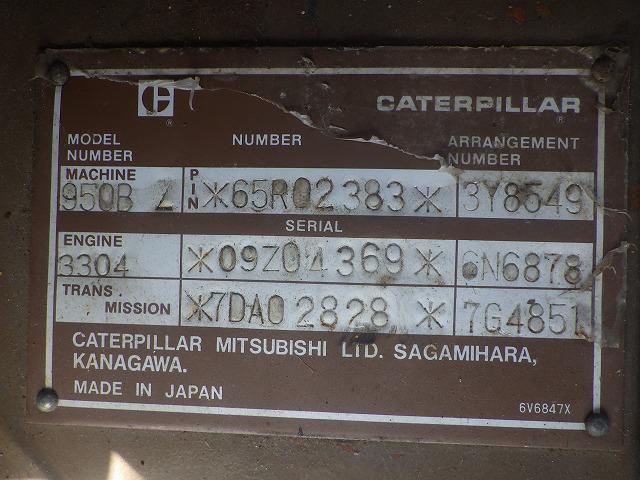 C
®
CATERPILLAR
®
MODEL NUMBER
NUMBER
ARRANGEMENT NUMBER
MACHINE
950B Z
PIN
*65R02383*
3Y8549
SERIAL
ENGINE
3304
*09Z04369*
6N6878
TRANS MISSION
*7DA02828*
7G4851
CATERPILLAR MITSUBISHI LTD. SAGAMIHARA,
KANAGAWA.
MADE IN JAPAN
6V6847X